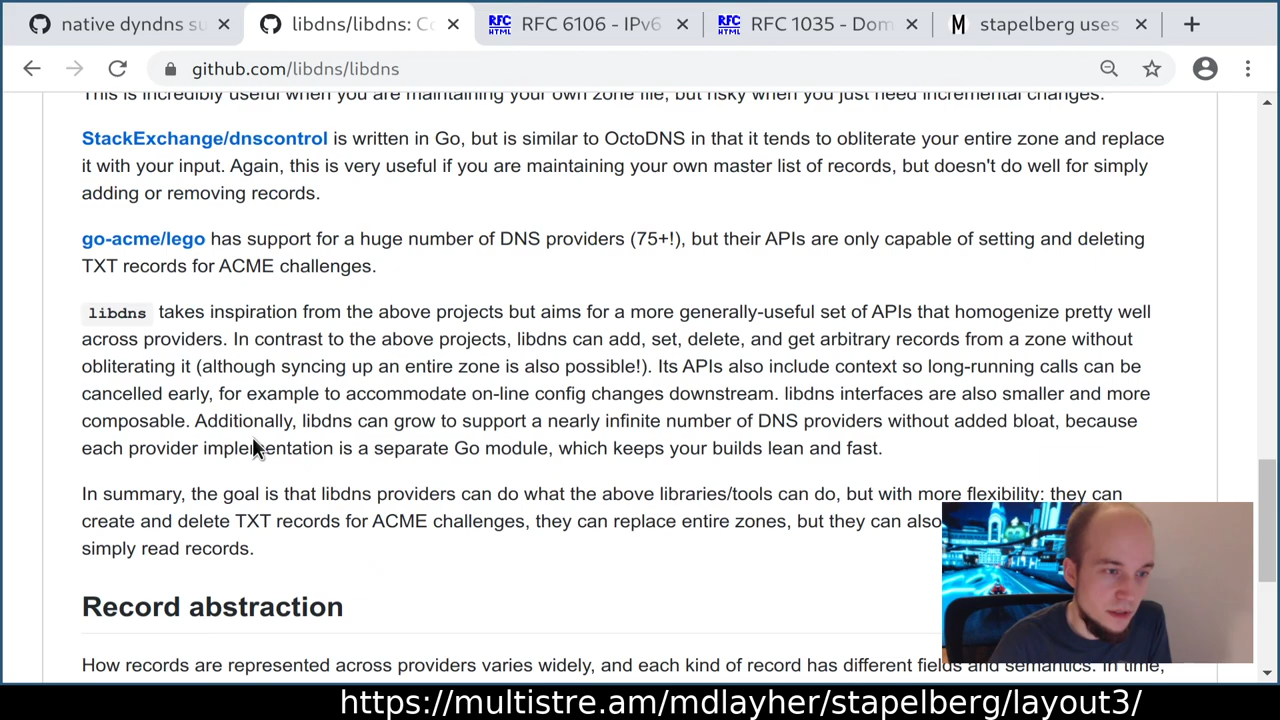 native dyndns su
libdns/libdns: Co
RFC HTML
RFC 6106 - IPv6
RFC HTML
RFC 1035 - Dom
M
stapelberg uses
github.com/libdns/libdns
This is incredibly useful when you are maintaining your own zone file, but risky when you just need incremental changes.
StackExchange/dnscontrol is written in Go, but is similar to OctoDNS in that it tends to obliterate your entire zone and replace
it with your input. Again, this is very useful if you are maintaining your own master list of records, but doesn't do well for simply
adding or removing records.
go-acme/lego has support for a huge number of DNS providers (75+!), but their APIs are only capable of setting and deleting
TXT records for ACME challenges.
libdns takes inspiration from the above projects but aims for a more generally-useful set of APIs that homogenize pretty well
across providers. In contrast to the above projects, libdns can add, set, delete, and get arbitrary records from a zone without
obliterating it (although syncing up an entire zone is also possible!). Its APIs also include context so long-running calls can be
cancelled early, for example to accommodate on-line config changes downstream. libdns interfaces are also smaller and more
composable. Additionally, libdns can grow to support a nearly infinite number of DNS providers without added bloat, because
each provider implementation is a separate Go module, which keeps your builds lean and fast.
In summary, the goal is that libdns providers can do what the above libraries/tools can do, but with more flexibility: they can
create and delete TXT records for ACME challenges, they can replace entire zones, but they can also
simply read records.
Record abstraction
How records are represented across providers varies widely, and each kind of record has different fields and semantics. In time,
https://multistre.am/mdlayher/stapelberg/layout3/